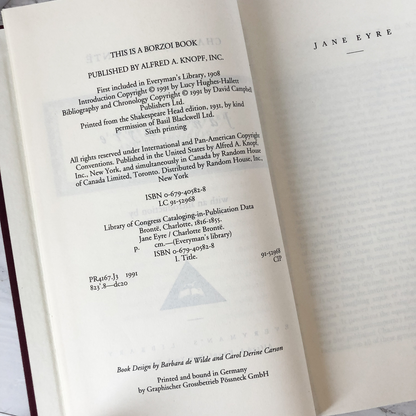 THIS IS A BORZOI BOOK
PUBLISHED BY ALFRED A. KNOPF, INC.
First included in Everyman's Library, 1908
Introduction Copyright © 1991 by Lucy Hughes-Hallett
Bibliography and Chronology Copyright © 1991 by David Campbell
Publishers Ltd.
Printed from the Shakespeare Head edition, 1931, by kind
permission of Basil Blackwell Ltd.
Sixth printing
All rights reserved under International and Pan-American Copyright
Conventions. Published in the United States by Alfred A. Knopf,
Inc., New York, and simultaneously in Canada by Random House
of Canada Limited, Toronto. Distributed by Random House, Inc.,
New York
ISBN 0-679-40582-8
LC 91-52968
Library of Congress Cataloging-in-Publication Data
Brontë, Charlotte, 1816-1855.
Jane Eyre / Charlotte Brontë.
p. cm.—(Everyman's library)
ISBN 0-679-40582-8
I. Title.
PR4167.J3 1991 91-52968
823'.8—dc20 CIP
Book Design by Barbara de Wilde and Carol Devine Carson
Printed and bound in Germany
by Graphischer Grossbetrieb Pössneck GmbH
JANE EYRE